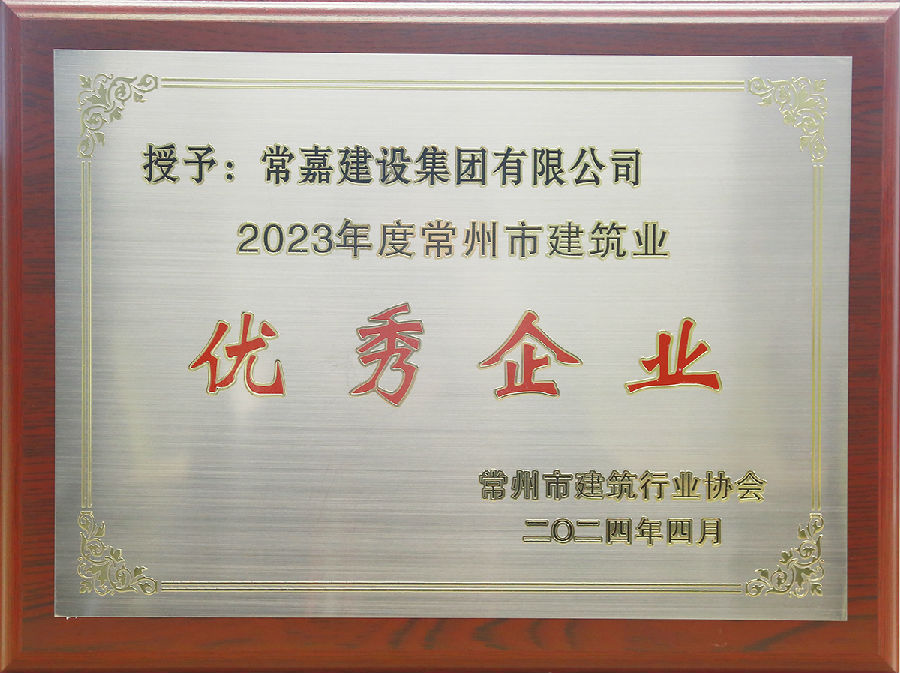 授予：常嘉建设集团有限公司
2023年度常州市建筑业
优秀企业
常州市建筑行业协会
二〇二四年四月